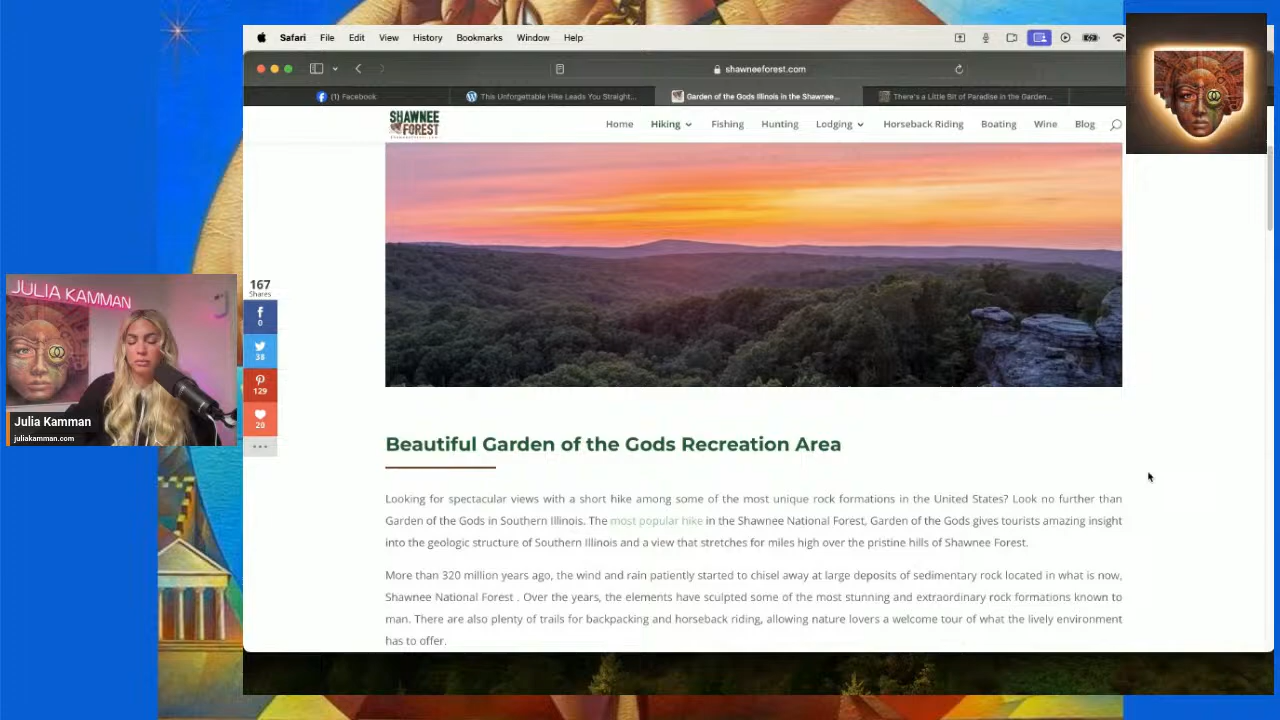 Safari File Edit View History Bookmarks Window Help
shawneeforest.com
(1) Facebook
This Unforgettable Hike Leads You Straight...
Garden of the Gods Illinois in the Shawnee...
There's a Little Bit of Paradise in the Garden...
SHAWNEE
FOREST
Home Hiking Fishing Hunting Lodging Horseback Riding Boating Wine Blog
167
Shares
0
38
129
20
JULIA KAMMAN
Julia Kamman
juliakamman.com
Beautiful Garden of the Gods Recreation Area
Looking for spectacular views with a short hike among some of the most unique rock formations in the United States? Look no further than
Garden of the Gods in Southern Illinois. The most popular hike in the Shawnee National Forest, Garden of the Gods gives tourists amazing insight
into the geologic structure of Southern Illinois and a view that stretches for miles high over the pristine hills of Shawnee Forest.
More than 320 million years ago, the wind and rain patiently started to chisel away at large deposits of sedimentary rock located in what is now,
Shawnee National Forest . Over the years, the elements have sculpted some of the most stunning and extraordinary rock formations known to
man. There are also plenty of trails for backpacking and horseback riding, allowing nature lovers a welcome tour of what the lively environment
has to offer.